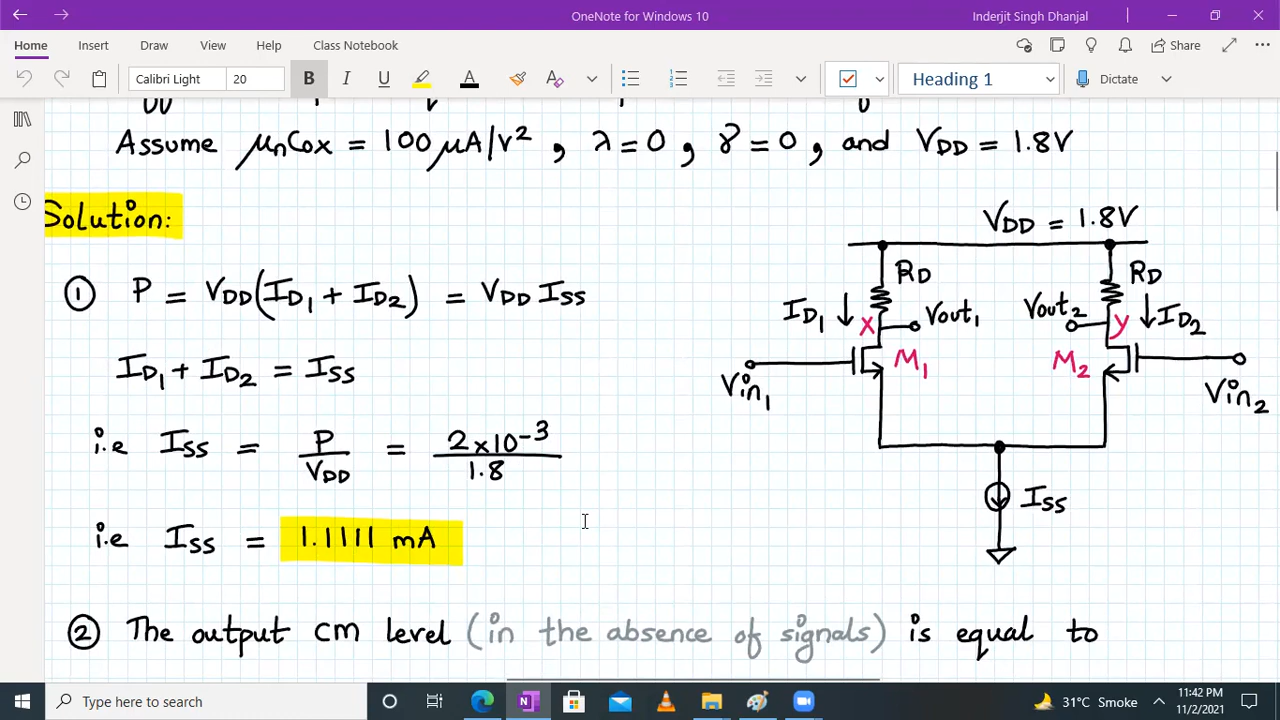 OneNote for Windows 10
Inderjit Singh Dhanjal
Home Insert Draw View Help Class Notebook
Share
Calibri Light 20 B I U A
Heading 1
Dictate
Assume μnCox = 100 μA/V², λ = 0, γ = 0, and VDD = 1.8V
Solution:
① P = VDD(ID1 + ID2) = VDD ISS
ID1 + ID2 = ISS
i.e ISS = P/VDD = 2×10⁻³/1.8
i.e ISS = 1.1111 mA
VDD = 1.8V
RD RD
ID1 Vout1 Vout2 ID2
X Y
M1 M2
Vin1 Vin2
ISS
② The output CM level (in the absence of signals) is equal to
Type here to search
31°C Smoke
11:42 PM
11/2/2021